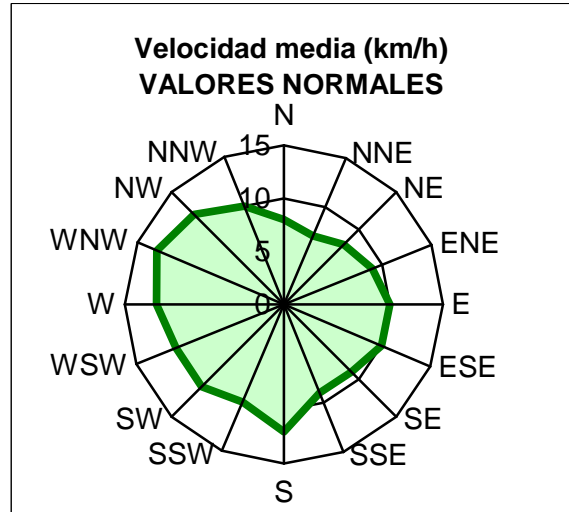 Velocidad media (km/h)
VALORES NORMALES
N
NNW 15 NNE
NW 10 NE
WNW 5 ENE
W 0 E
WSW ESE
SW SE
SSW SSE
S